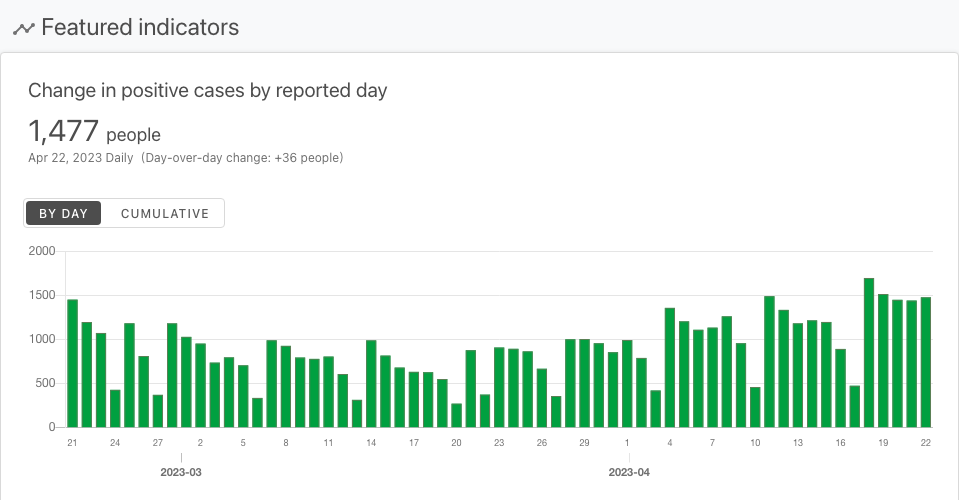 Featured indicators
Change in positive cases by reported day
1,477 people
Apr 22, 2023 Daily (Day-over-day change: +36 people)
BY DAY CUMULATIVE
2000
1500
1000
500
0
21 24 27 2 5 8 11 14 17 20 23 26 29 1 4 7 10 13 16 19 22
2023-03 2023-04